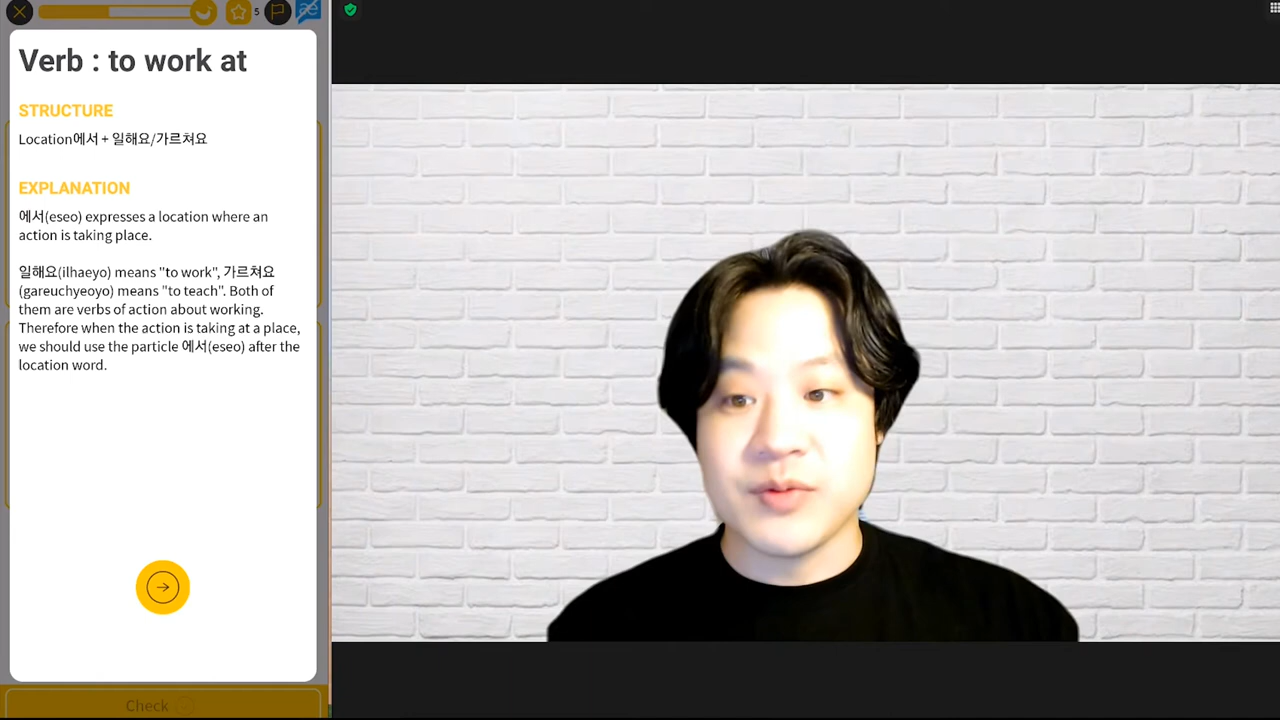 5
Verb : to work at
STRUCTURE
Location에서 + 일해요/가르쳐요
EXPLANATION
에서(eseo) expresses a location where an
action is taking place.
일해요(ilhaeyo) means "to work", 가르쳐요
(gareuchyeoyo) means "to teach". Both of
them are verbs of action about working.
Therefore when the action is taking at a place,
we should use the particle 에서(eseo) after the
location word.
Check